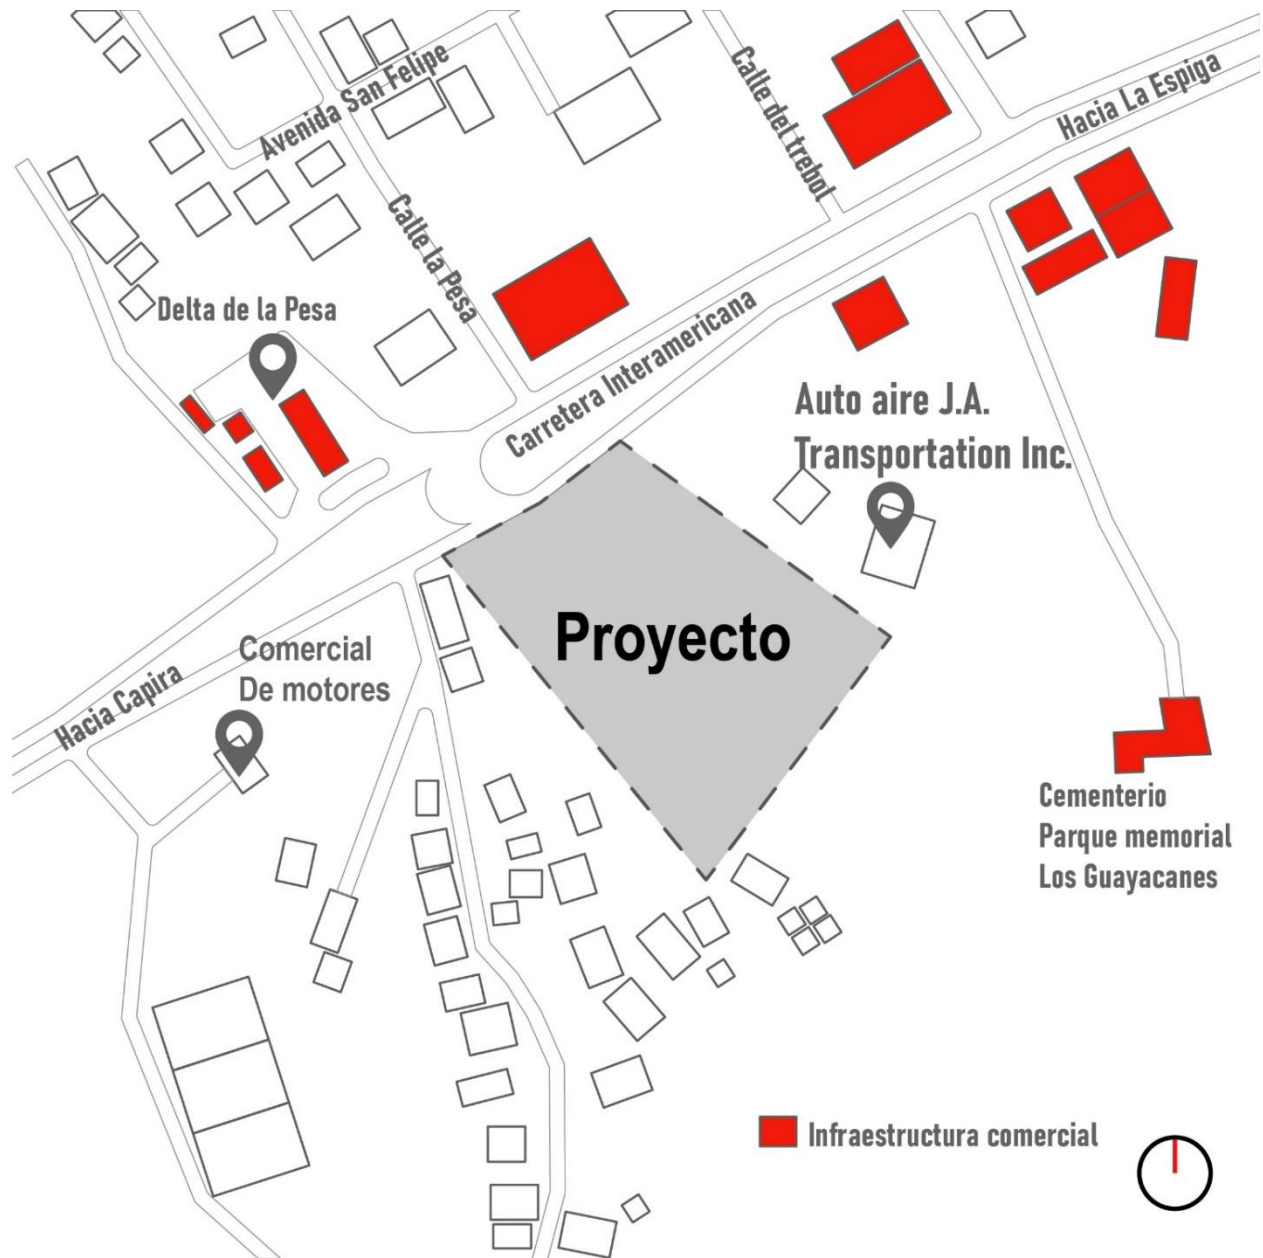 Avenida San Felipe
Calle del trebol
Hacia La Espiga
Calle la Pesa
Delta de la Pesa
Carretera Interamericana
Auto aire J.A.
Transportation Inc.
Proyecto
Comercial
De motores
Hacia Capira
Cementerio
Parque memorial
Los Guayacanes
Infraestructura comercial